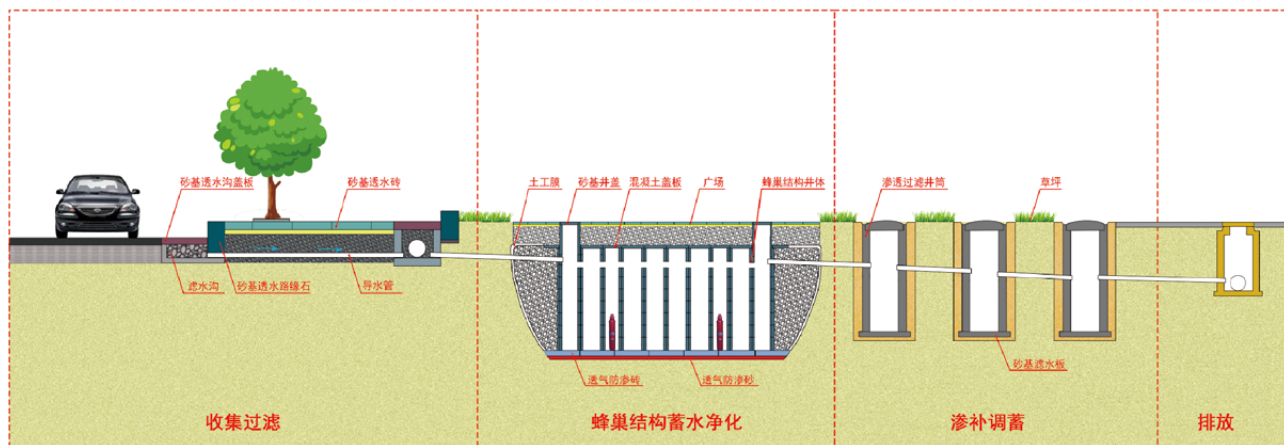 砂基透水沟盖板
砂基透水砖
土工膜
砂基井盖
混凝土盖板
广场
蜂巢结构井体
渗透过滤井筒
草坪
滤水沟
砂基透水路缘石
导水管
透气防渗砖
透气防渗砂
砂基滤水板
收集过滤
蜂巢结构蓄水净化
渗补调蓄
排放